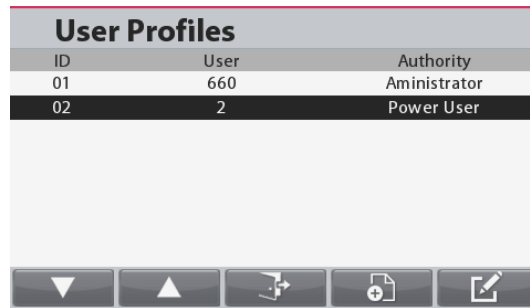 User Profiles
ID User Authority
01 660 Aministrator
02 2 Power User